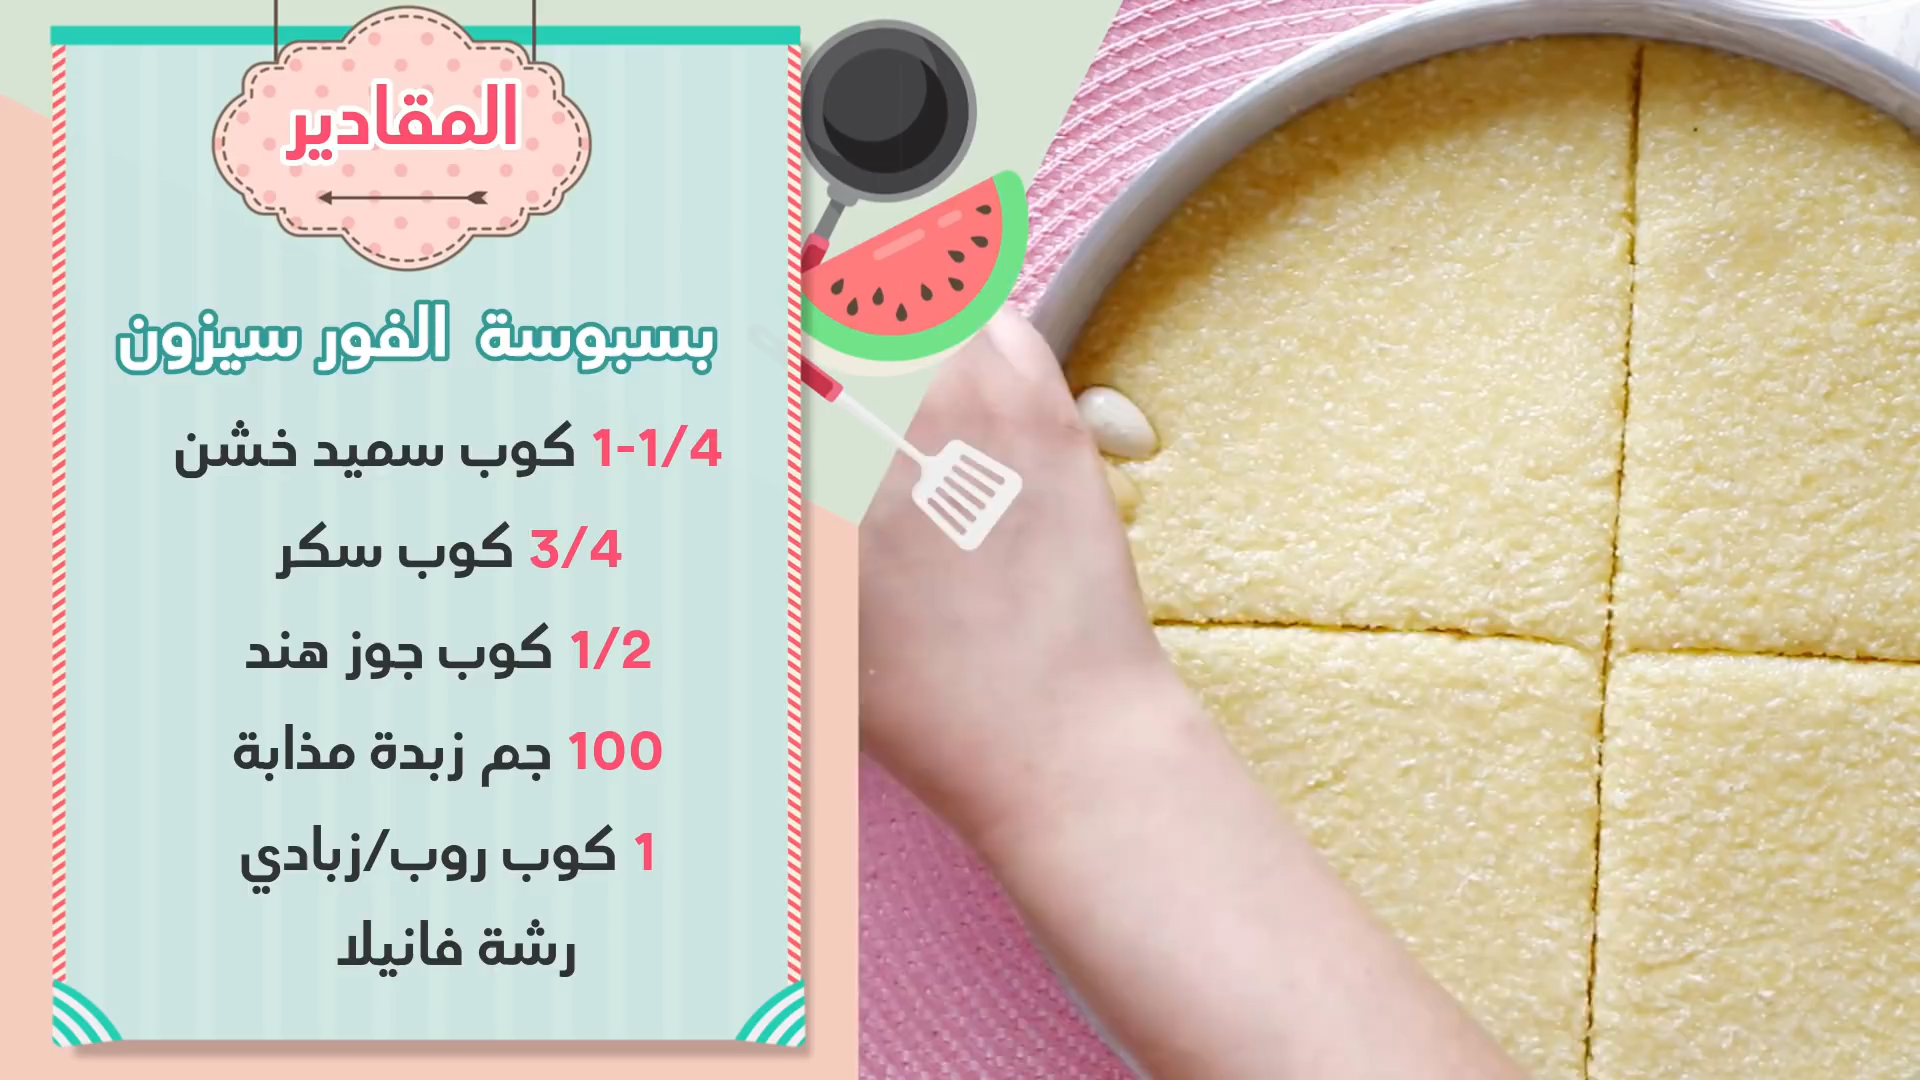 المقادير
بسبوسة الفور سيزون
1-1/4 كوب سميد خشن
3/4 كوب سكر
1/2 كوب جوز هند
100 جم زبدة مذابة
1 كوب روب/زبادي
رشة فانيلا